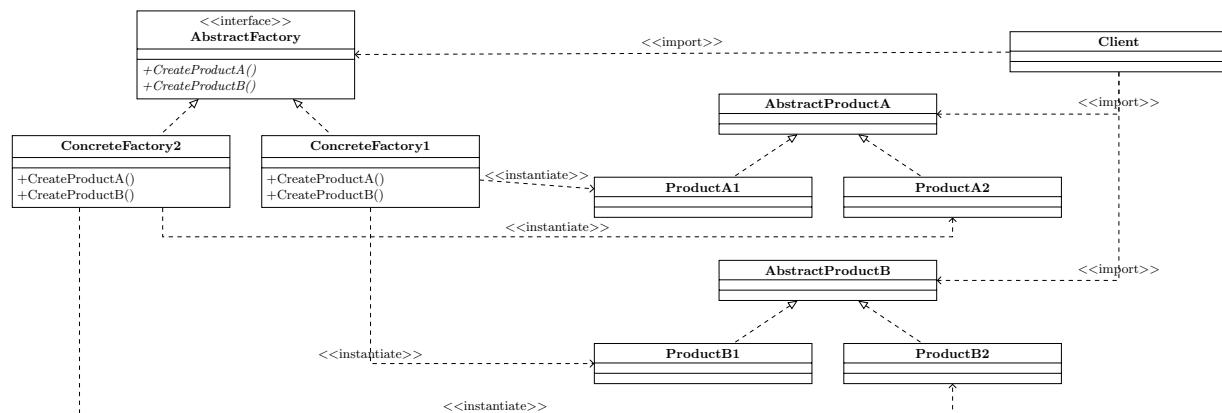 <<interface>>
AbstractFactory
+CreateProductA()
+CreateProductB()
<<import>>
Client
AbstractProductA
<<import>>
ConcreteFactory2
+CreateProductA()
+CreateProductB()
ConcreteFactory1
+CreateProductA()
+CreateProductB()
<<instantiate>>
ProductA1
ProductA2
<<instantiate>>
AbstractProductB
<<import>>
<<instantiate>>
ProductB1
ProductB2
<<instantiate>>